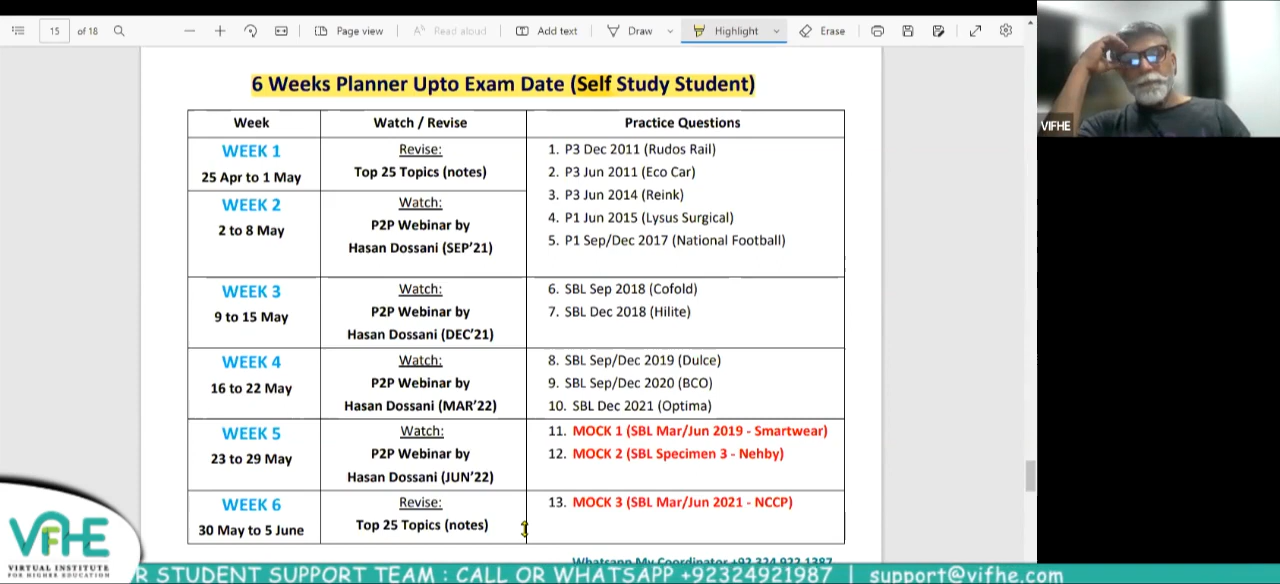 15 of 18
Page view
Read aloud
Add text
Draw
Highlight
Erase
VIFHE
6 Weeks Planner Upto Exam Date (Self Study Student)
Week Watch / Revise Practice Questions
WEEK 1
25 Apr to 1 May
Revise:
Top 25 Topics (notes)
1. P3 Dec 2011 (Rudos Rail)
2. P3 Jun 2011 (Eco Car)
3. P3 Jun 2014 (Reink)
4. P1 Jun 2015 (Lysus Surgical)
5. P1 Sep/Dec 2017 (National Football)
WEEK 2
2 to 8 May
Watch:
P2P Webinar by
Hasan Dossani (SEP'21)
WEEK 3
9 to 15 May
Watch:
P2P Webinar by
Hasan Dossani (DEC'21)
6. SBL Sep 2018 (Cofold)
7. SBL Dec 2018 (Hilite)
WEEK 4
16 to 22 May
Watch:
P2P Webinar by
Hasan Dossani (MAR'22)
8. SBL Sep/Dec 2019 (Dulce)
9. SBL Sep/Dec 2020 (BCO)
10. SBL Dec 2021 (Optima)
WEEK 5
23 to 29 May
Watch:
P2P Webinar by
Hasan Dossani (JUN'22)
11. MOCK 1 (SBL Mar/Jun 2019 - Smartwear)
12. MOCK 2 (SBL Specimen 3 - Nehby)
WEEK 6
30 May to 5 June
Revise:
Top 25 Topics (notes)
13. MOCK 3 (SBL Mar/Jun 2021 - NCCP)
Whatsapp My Coordinator +92 324 922 1387
VIFHE
VIRTUAL INSTITUTE
FOR HIGHER EDUCATION
R STUDENT SUPPORT TEAM : CALL OR WHATSAPP +92324921987 | support@vifhe.com